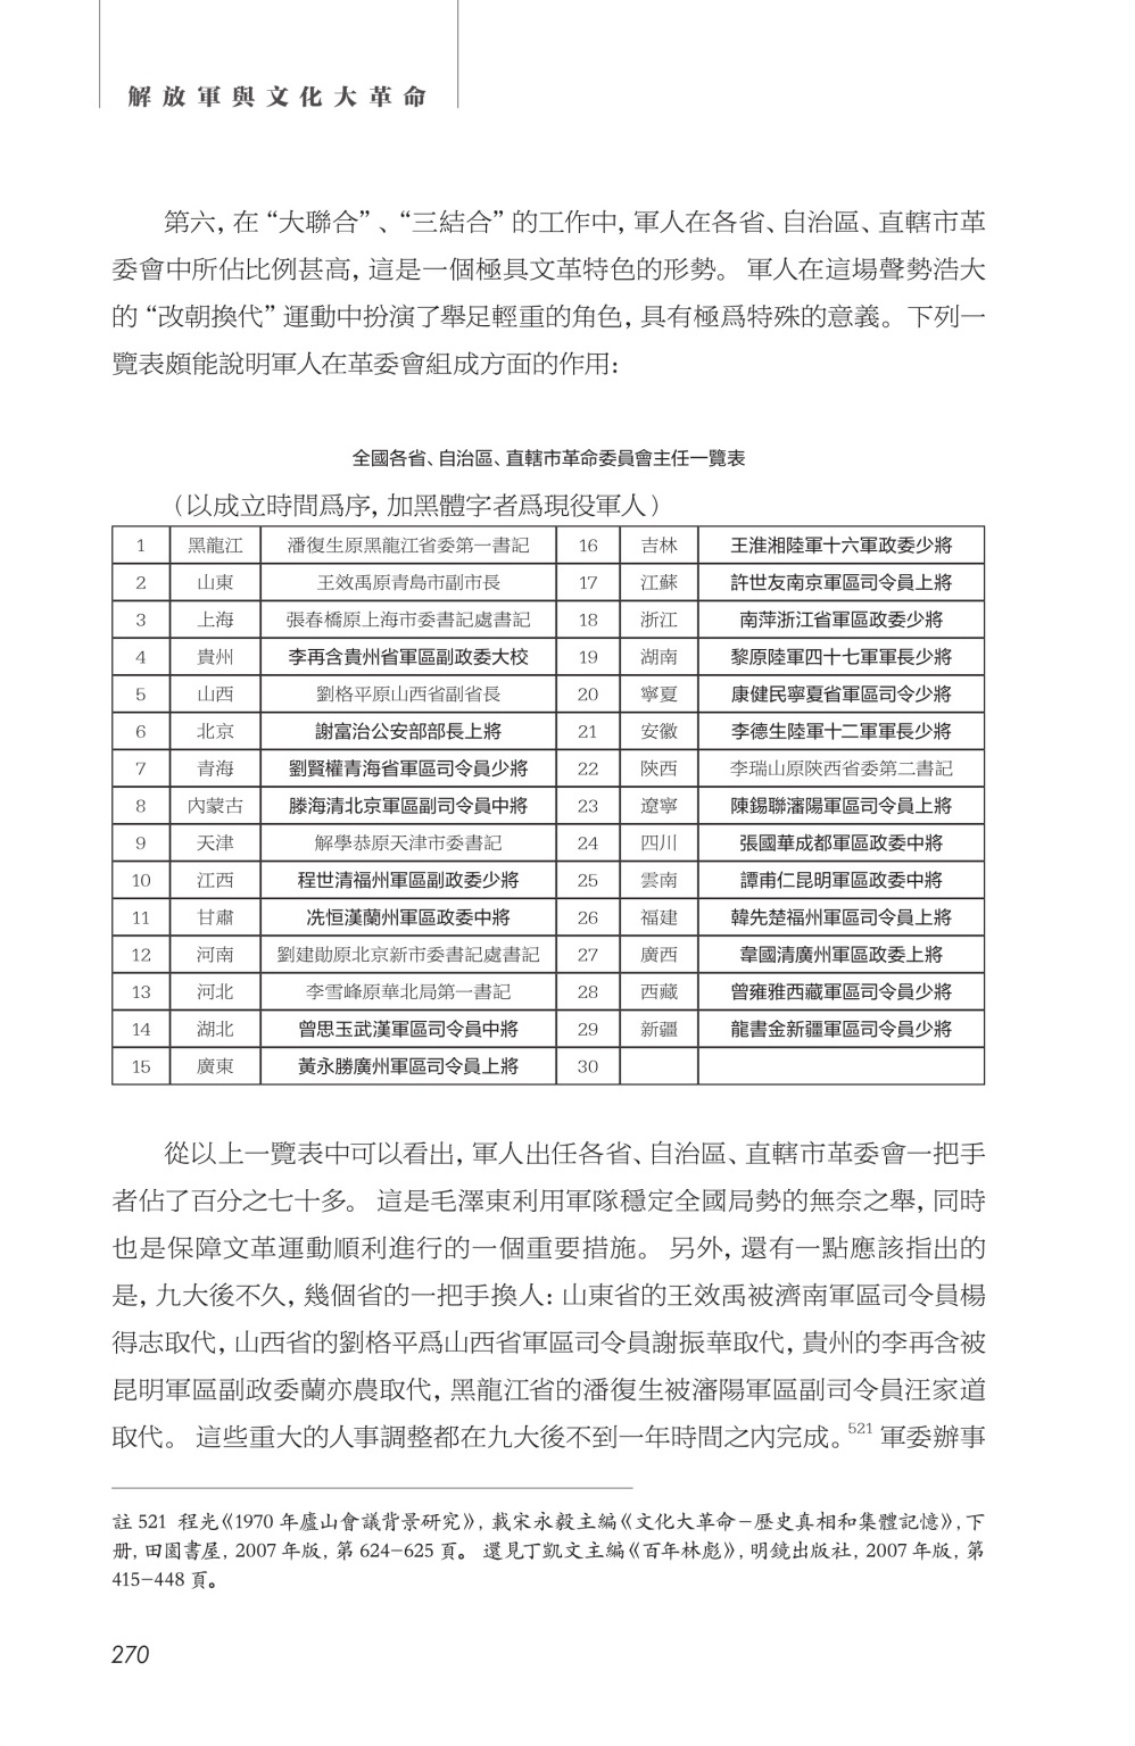 解放軍與文化大革命
第六，在“大聯合”、“三結合”的工作中，軍人在各省、自治區、直轄市革
委會中所佔比例甚高，這是一個極具文革特色的形勢。軍人在這場聲勢浩大
的“改朝換代”運動中扮演了舉足輕重的角色，具有極爲特殊的意義。下列一
覽表頗能說明軍人在革委會組成方面的作用：
全國各省、自治區、直轄市革命委員會主任一覽表
（以成立時間爲序，加黑體字者爲現役軍人）
1 黑龍江 潘復生原黑龍江省委第一書記 16 吉林 王淮湘陸軍十六軍政委少將
2 山東 王效禹原青島市副市長 17 江蘇 許世友南京軍區司令員上將
3 上海 張春橋原上海市委書記處書記 18 浙江 南萍浙江省軍區政委少將
4 貴州 李再含貴州省軍區副政委大校 19 湖南 黎原陸軍四十七軍軍長少將
5 山西 劉格平原山西省副省長 20 寧夏 康健民寧夏省軍區司令少將
6 北京 謝富治公安部部長上將 21 安徽 李德生陸軍十二軍軍長少將
7 青海 劉賢權青海省軍區司令員少將 22 陝西 李瑞山原陝西省委第二書記
8 內蒙古 滕海清北京軍區副司令員中將 23 遼寧 陳錫聯瀋陽軍區司令員上將
9 天津 解學恭原天津市委書記 24 四川 張國華成都軍區政委中將
10 江西 程世清福州軍區副政委少將 25 雲南 譚甫仁昆明軍區政委中將
11 甘肅 冼恒漢蘭州軍區政委中將 26 福建 韓先楚福州軍區司令員上將
12 河南 劉建勛原北京新市委書記處書記 27 廣西 韋國清廣州軍區政委上將
13 河北 李雪峰原華北局第一書記 28 西藏 曾雍雅西藏軍區司令員少將
14 湖北 曾思玉武漢軍區司令員中將 29 新疆 龍書金新疆軍區司令員少將
15 廣東 黃永勝廣州軍區司令員上將 30
從以上一覽表中可以看出，軍人出任各省、自治區、直轄市革委會一把手
者佔了百分之七十多。這是毛澤東利用軍隊穩定全國局勢的無奈之舉，同時
也是保障文革運動順利進行的一個重要措施。另外，還有一點應該指出的
是，九大後不久，幾個省的一把手換人：山東省的王效禹被濟南軍區司令員楊
得志取代，山西省的劉格平爲山西省軍區司令員謝振華取代，貴州的李再含被
昆明軍區副政委蘭亦農取代，黑龍江省的潘復生被瀋陽軍區副司令員汪家道
取代。這些重大的人事調整都在九大後不到一年時間之內完成。521 軍委辦事
註 521 程光《1970 年廬山會議背景研究》，載宋永毅主編《文化大革命－歷史真相和集體記憶》，下
册，田園書屋，2007 年版，第 624－625 頁。還見丁凱文主編《百年林彪》，明鏡出版社，2007 年版，第
415－448 頁。
270